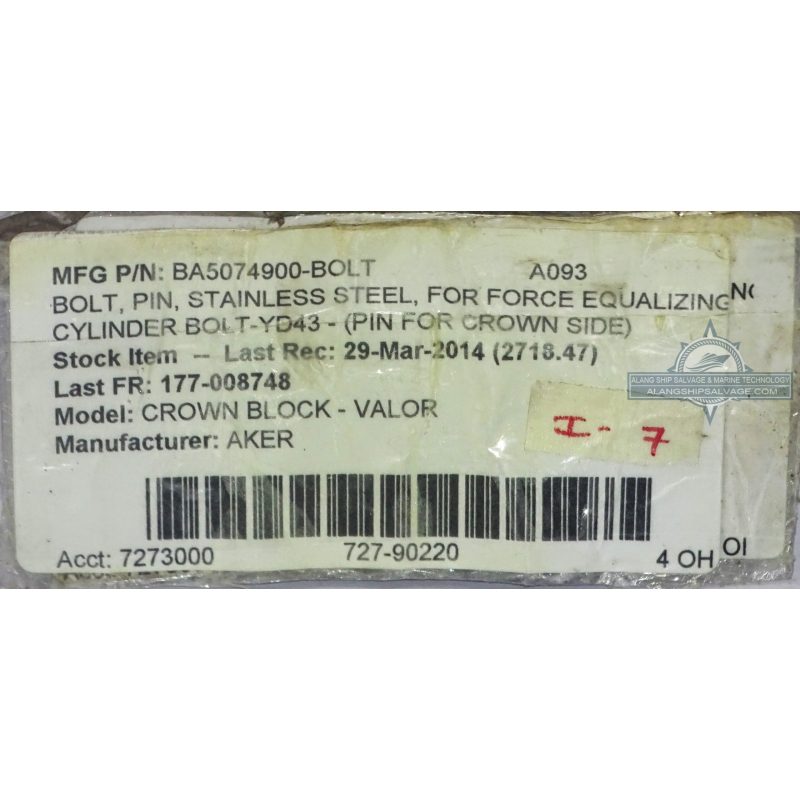 MFG P/N: BA5074900-BOLT A093
BOLT, PIN, STAINLESS STEEL, FOR FORCE EQUALIZING
CYLINDER BOLT-YD43 - (PIN FOR CROWN SIDE)
Stock Item -- Last Rec: 29-Mar-2014 (2718.47)
Last FR: 177-008748
Model: CROWN BLOCK - VALOR
Manufacturer: AKER
I - 7
Acct: 7273000 727-90220 4 OH
ALANG SHIP SALVAGE & MARINE TECHNOLOGY
ALANGSHIPSALVAGE.COM